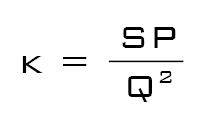 κ = SP / Q²